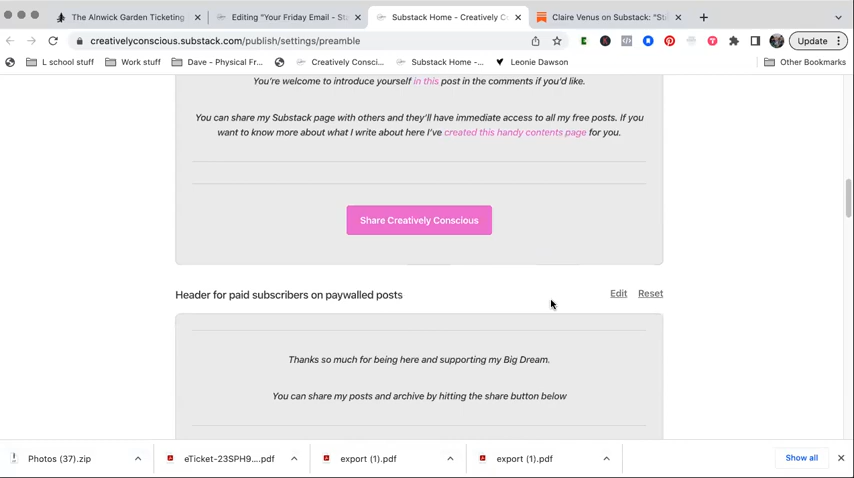 The Alnwick Garden Ticketing
Editing "Your Friday Email - St
Substack Home - Creatively C
Claire Venus on Substack: "Stu
creativelyconscious.substack.com/publish/settings/preamble
Update
L school stuff
Work stuff
Dave - Physical Fr...
Creatively Consci...
Substack Home -...
Leonie Dawson
Other Bookmarks
You're welcome to introduce yourself in this post in the comments if you'd like.
You can share my Substack page with others and they'll have immediate access to all my free posts. If you
want to know more about what I write about here I've created this handy contents page for you.
Share Creatively Conscious
Header for paid subscribers on paywalled posts
Edit
Reset
Thanks so much for being here and supporting my Big Dream.
You can share my posts and archive by hitting the share button below
Photos (37).zip
eTicket-23SPH9....pdf
export (1).pdf
export (1).pdf
Show all